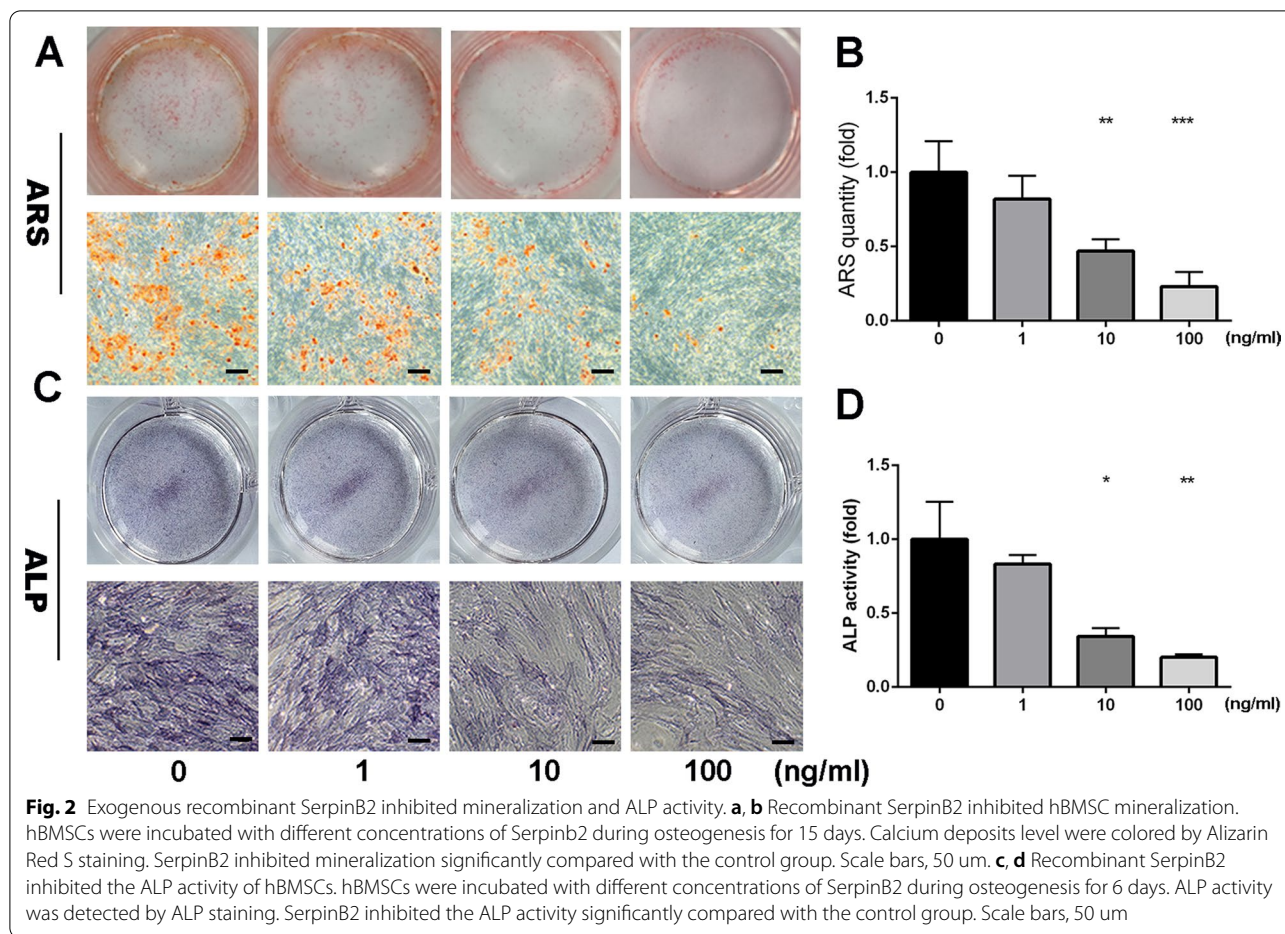 A
ARS
B
ARS quantity (fold)
1.5
1.0
0.5
0.0
**
***
0
1
10
100
(ng/ml)
C
ALP
0
1
10
100
(ng/ml)
D
ALP activity (fold)
1.5
1.0
0.5
0.0
*
**
0
1
10
100
(ng/ml)
Fig. 2 Exogenous recombinant SerpinB2 inhibited mineralization and ALP activity. a, b Recombinant SerpinB2 inhibited hBMSC mineralization.
hBMSCs were incubated with different concentrations of Serpinb2 during osteogenesis for 15 days. Calcium deposits level were colored by Alizarin
Red S staining. SerpinB2 inhibited mineralization significantly compared with the control group. Scale bars, 50 um. c, d Recombinant SerpinB2
inhibited the ALP activity of hBMSCs. hBMSCs were incubated with different concentrations of SerpinB2 during osteogenesis for 6 days. ALP activity
was detected by ALP staining. SerpinB2 inhibited the ALP activity significantly compared with the control group. Scale bars, 50 um